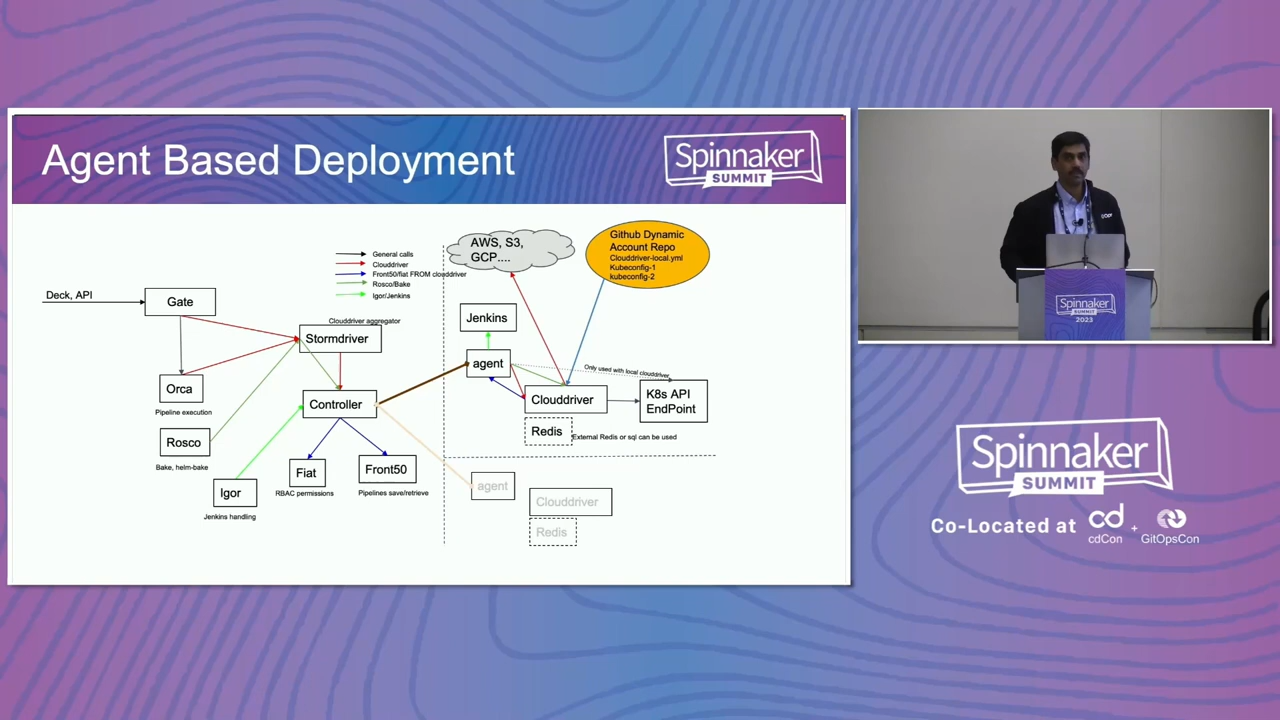 Agent Based Deployment
Spinnaker
SUMMIT
General calls
Clouddriver
Front50/fiat FROM clouddriver
Rosco/Bake
Igor/Jenkins
AWS, S3,
GCP....
Github Dynamic
Account Repo
Clouddriver-local.yml
Kubeconfig-1
kubeconfig-2
Deck, API
Gate
Clouddriver aggregator
Stormdriver
Jenkins
agent
Only used with local clouddriver
Orca
Pipeline execution
Controller
Clouddriver
K8s API
EndPoint
Redis
External Redis or sql can be used
Rosco
Bake, helm-bake
Fiat
RBAC permissions
Front50
Pipelines save/retrieve
Igor
Jenkins handling
agent
Clouddriver
Redis
Spinnaker
SUMMIT
2023
Spinnaker
SUMMIT
Co-Located at
cd
cdCon
+
GitOpsCon